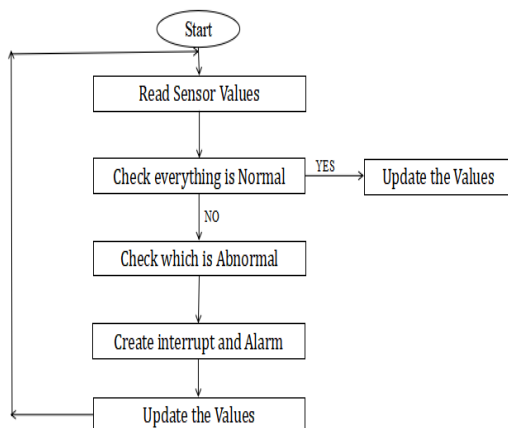 Start
Read Sensor Values
Check everything is Normal
YES
Update the Values
NO
Check which is Abnormal
Create interrupt and Alarm
Update the Values